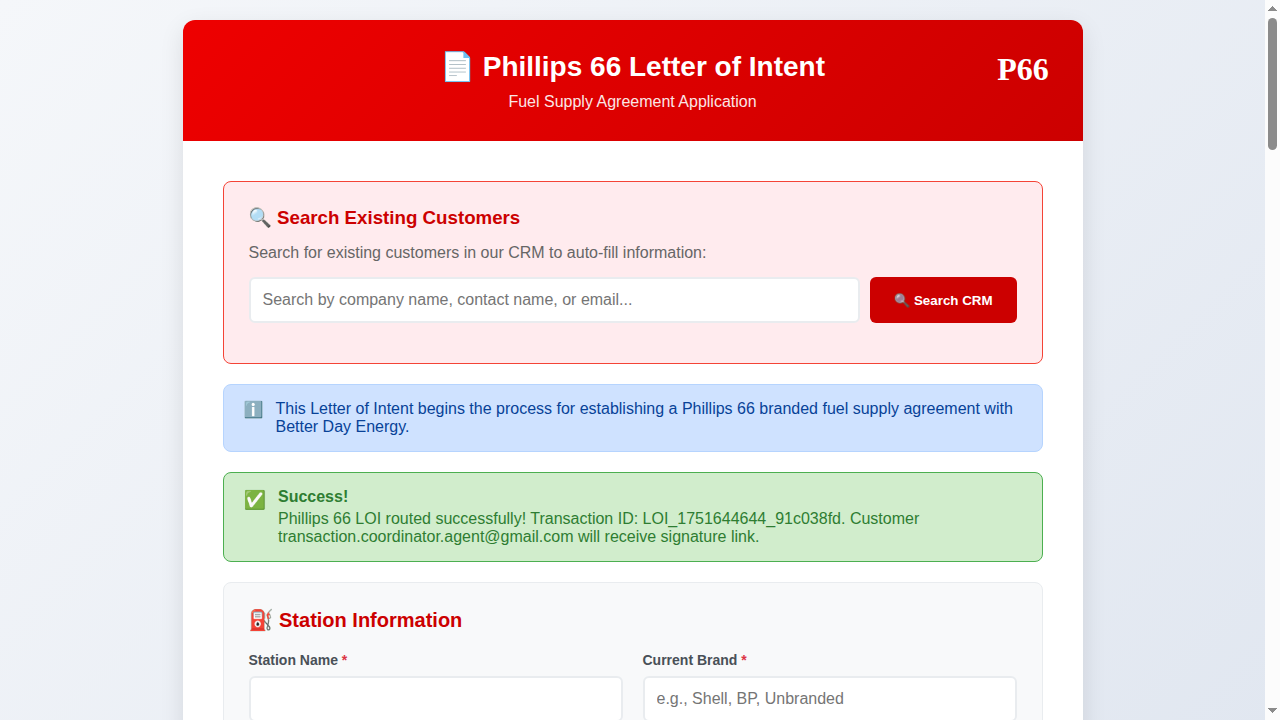 📄 Phillips 66 Letter of Intent
P66
Fuel Supply Agreement Application
🔍 Search Existing Customers
Search for existing customers in our CRM to auto-fill information:
Search by company name, contact name, or email...
🔍 Search CRM
ℹ️ This Letter of Intent begins the process for establishing a Phillips 66 branded fuel supply agreement with
Better Day Energy.
✅ Success!
Phillips 66 LOI routed successfully! Transaction ID: LOI_1751644644_91c038fd. Customer
transaction.coordinator.agent@gmail.com will receive signature link.
⛽ Station Information
Station Name *
Current Brand *
e.g., Shell, BP, Unbranded